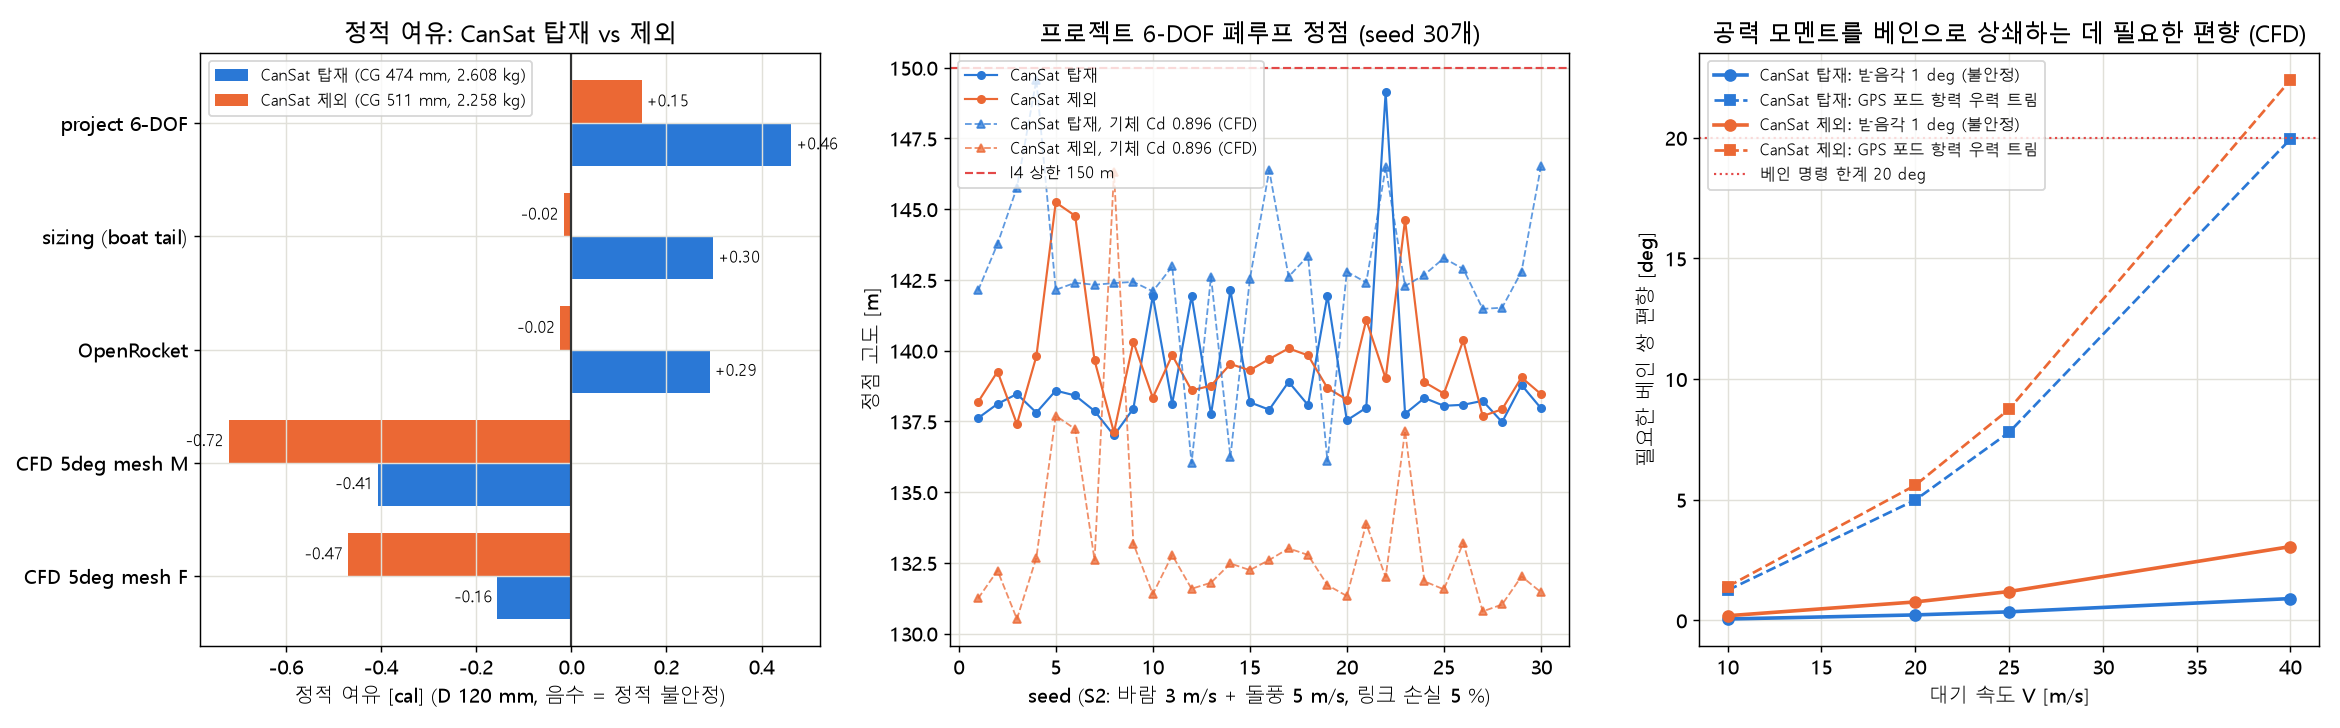 정적 여유: CanSat 탑재 vs 제외
CanSat 탑재 (CG 474 mm, 2.608 kg)
CanSat 제외 (CG 511 mm, 2.258 kg)
project 6-DOF
sizing (boat tail)
OpenRocket
CFD 5deg mesh M
CFD 5deg mesh F
+0.15
+0.46
-0.02
+0.30
-0.02
+0.29
-0.72
-0.41
-0.47
-0.16
-0.6 -0.4 -0.2 0.0 0.2 0.4
정적 여유 [cal] (D 120 mm, 음수 = 정적 불안정)
프로젝트 6-DOF 폐루프 정점 (seed 30개)
CanSat 탑재
CanSat 제외
CanSat 탑재, 기체 Cd 0.896 (CFD)
CanSat 제외, 기체 Cd 0.896 (CFD)
I4 상한 150 m
정점 고도 [m]
150.0
147.5
145.0
142.5
140.0
137.5
135.0
132.5
130.0
0 5 10 15 20 25 30
seed (S2: 바람 3 m/s + 돌풍 5 m/s, 링크 손실 5 %)
공력 모멘트를 베인으로 상쇄하는 데 필요한 편향 (CFD)
CanSat 탑재: 받음각 1 deg (불안정)
CanSat 탑재: GPS 포드 항력 우력 트림
CanSat 제외: 받음각 1 deg (불안정)
CanSat 제외: GPS 포드 항력 우력 트림
베인 명령 한계 20 deg
필요한 베인 쌍 편향 [deg]
20
15
10
5
0
10 15 20 25 30 35 40
대기 속도 V [m/s]